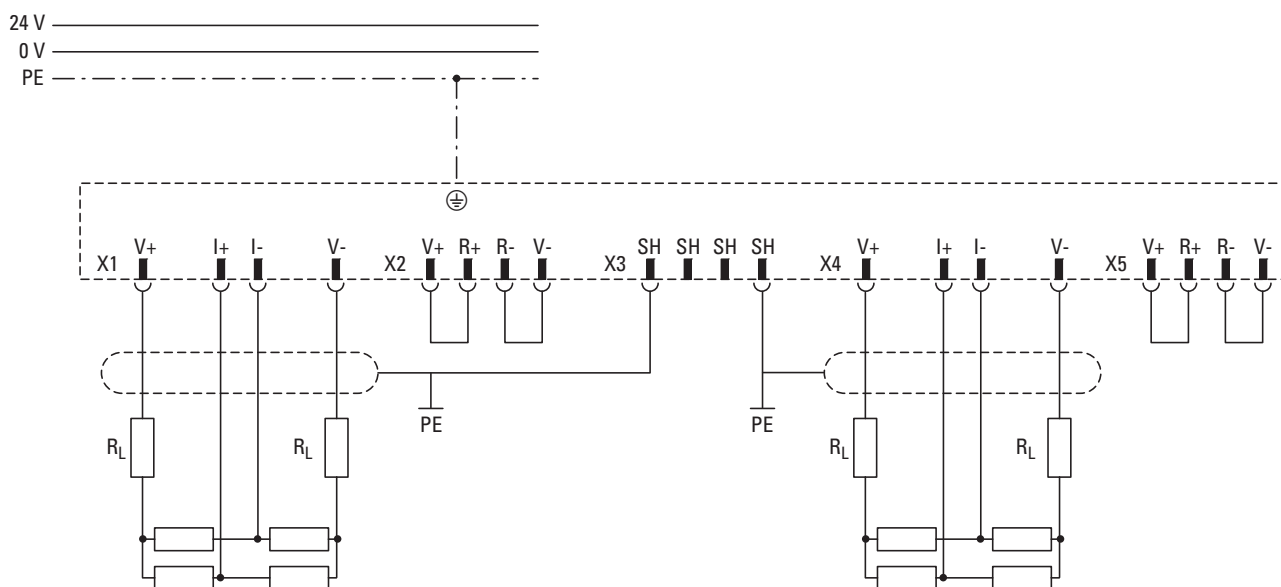 24 V
0 V
PE
X1 V+ I+ I- V- X2 V+ R+ R- V- X3 SH SH SH SH X4 V+ I+ I- V- X5 V+ R+ R- V-
PE PE
RL RL RL RL